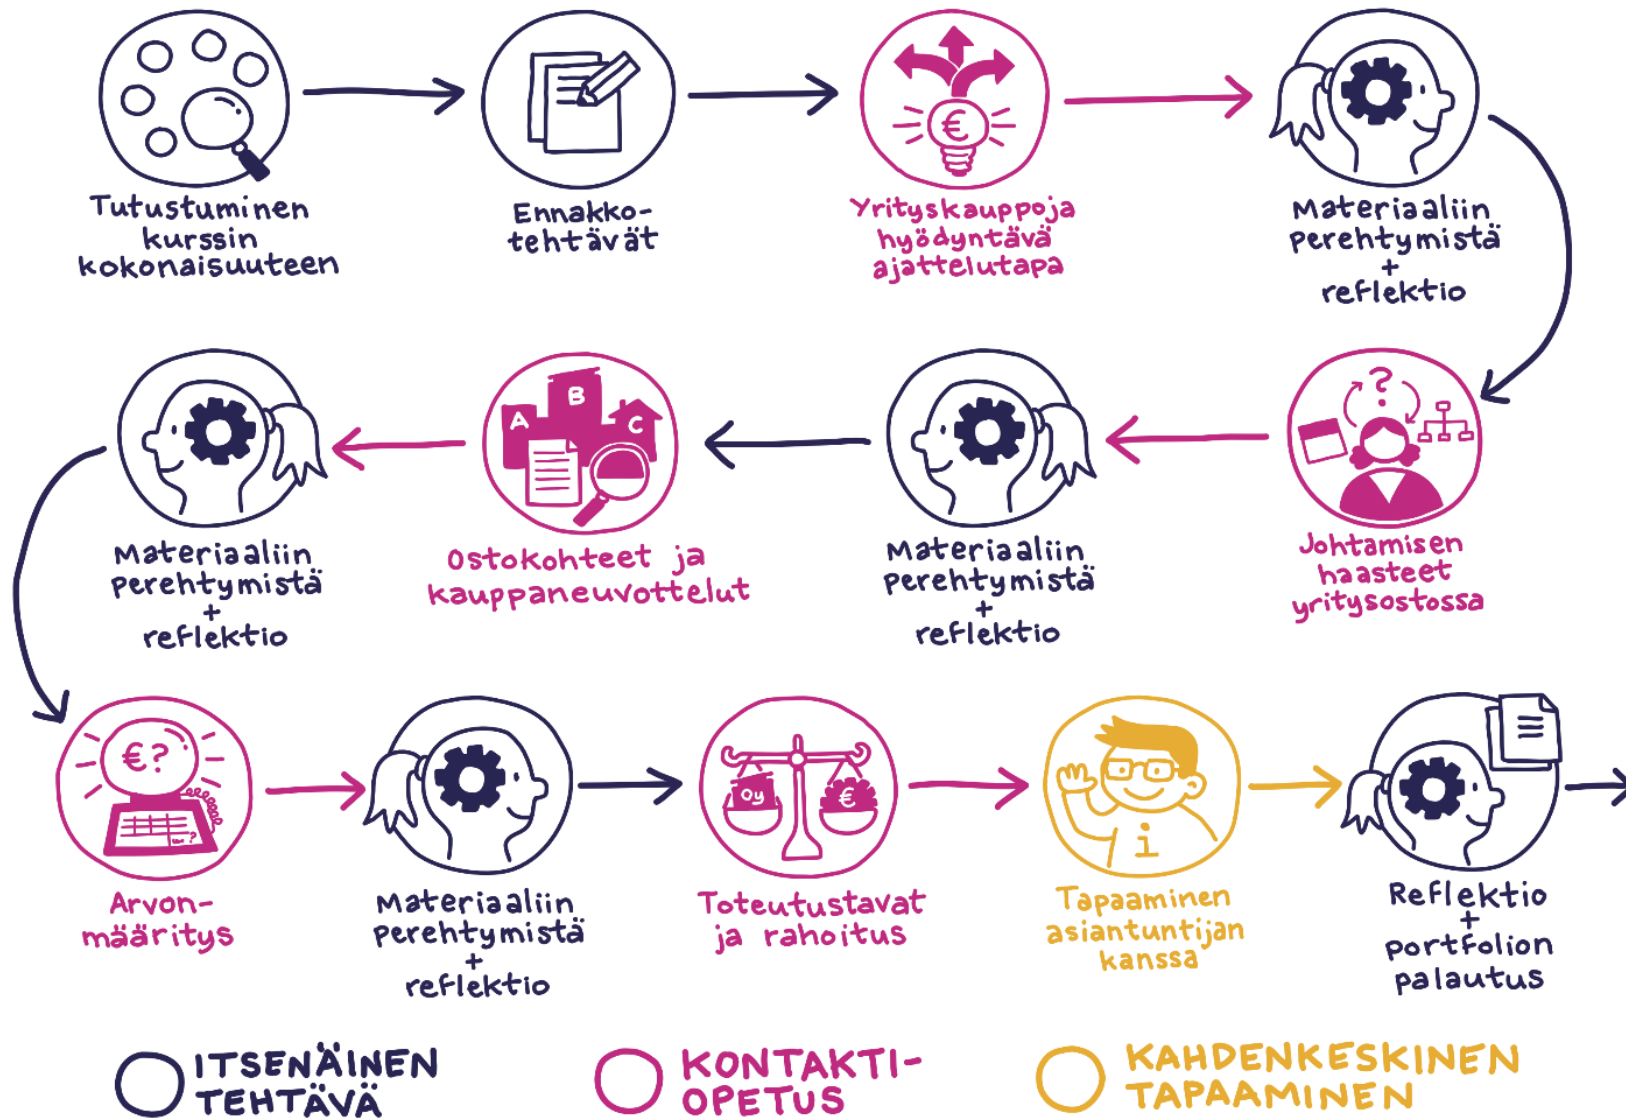 Tutustuminen
kurssin
kokonaisuuteen
Ennakko-
tehtävät
€
Yrityskauppoja
hyödyntävä
ajattelutapa
Materiaaliin
perehtymistä
+
reflektio
?
Johtamisen
haasteet
yritysostossa
Materiaaliin
perehtymistä
+
reflektio
A
B
C
Ostokohteet ja
kauppaneuvottelut
Materiaaliin
perehtymistä
+
reflektio
€?
?
Arvon-
määritys
Materiaaliin
perehtymistä
+
reflektio
oy
€
Toteutustavat
ja rahoitus
i
Tapaaminen
asiantuntijan
kanssa
Reflektio
+
portfolion
palautus
ITSENÄINEN
TEHTÄVÄ
KONTAKTI-
OPETUS
KAHDENKESKINEN
TAPAAMINEN